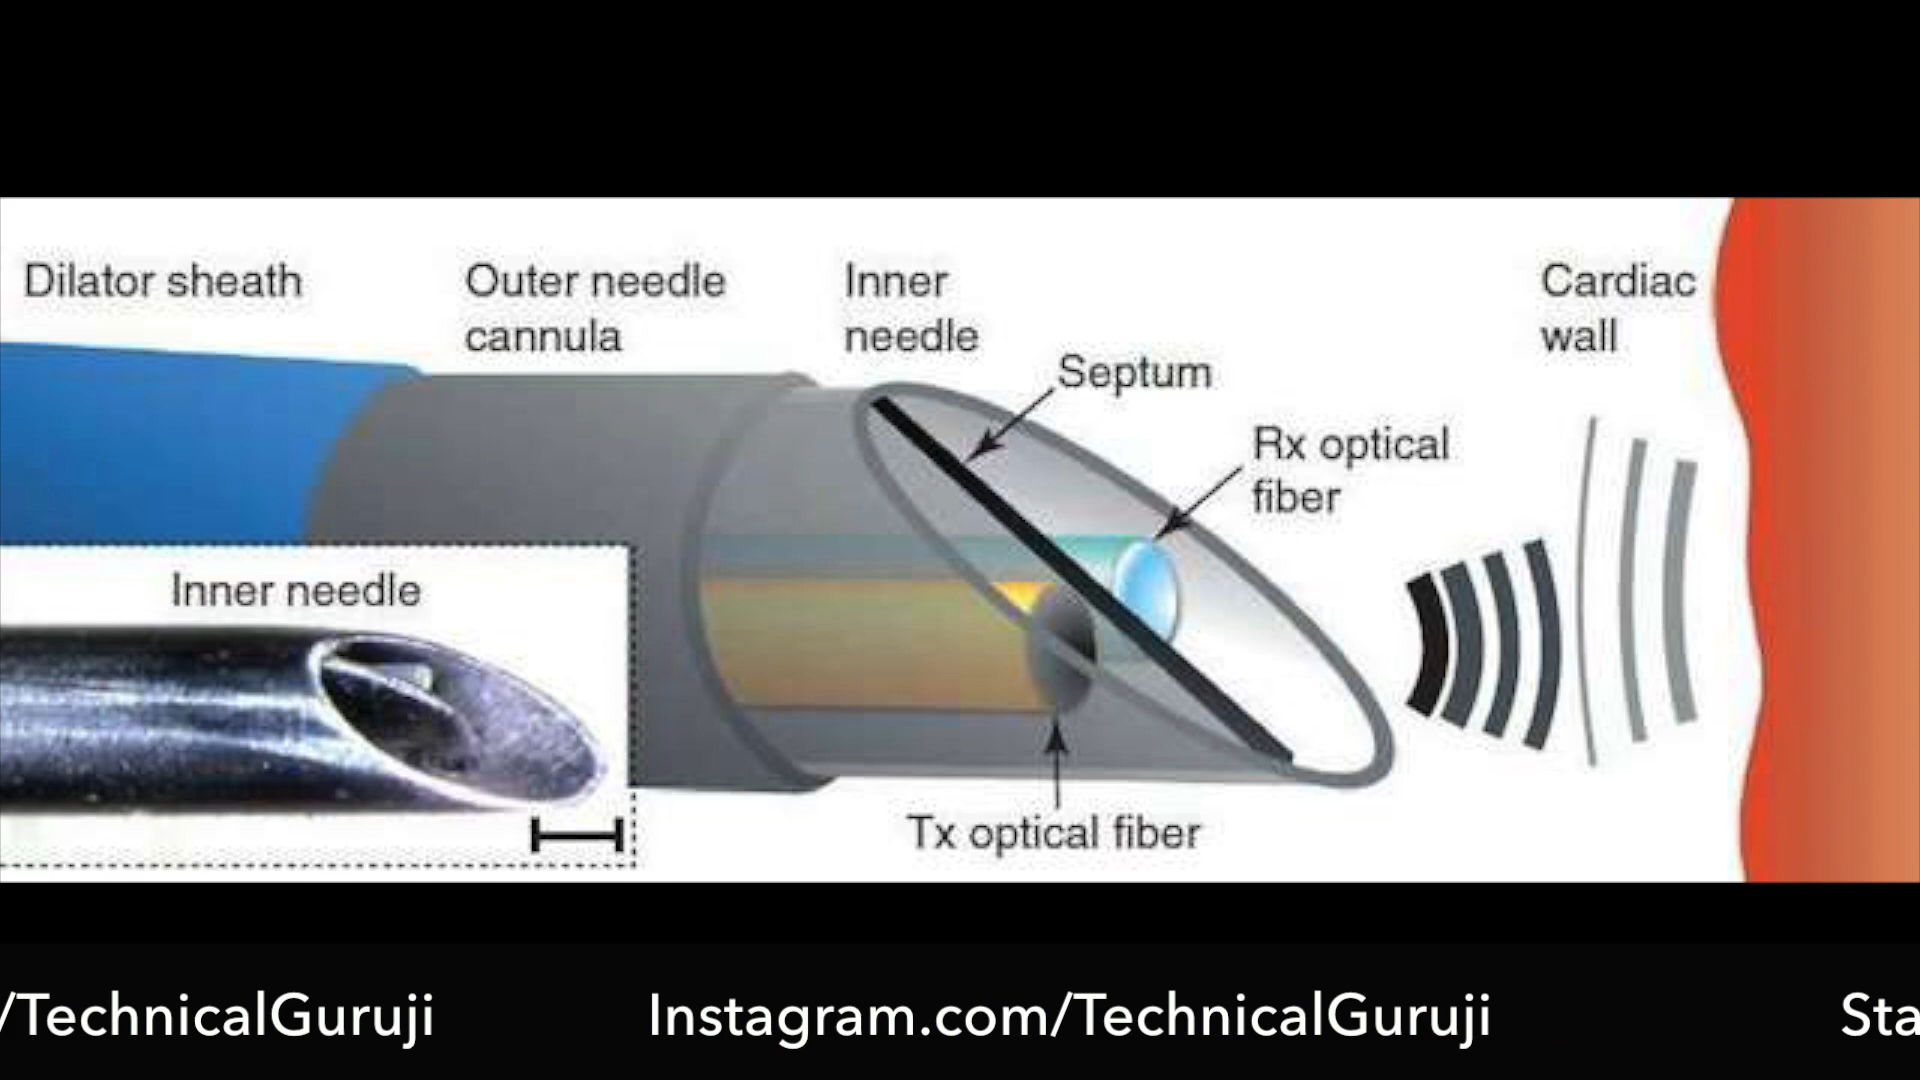 Dilator sheath
Outer needle
cannula
Inner
needle
Septum
Rx optical
fiber
Cardiac
wall
Inner needle
Tx optical fiber
/TechnicalGuruji
Instagram.com/TechnicalGuruji
Sta